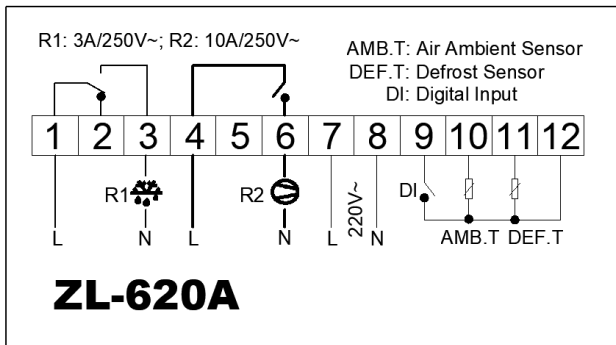 R1: 3A/250V~; R2: 10A/250V~
AMB.T: Air Ambient Sensor
DEF.T: Defrost Sensor
DI: Digital Input
1 2 3 4 5 6 7 8 9 10 11 12
R1 R2 220V~ DI
L N L N L N AMB.T DEF.T
ZL-620A